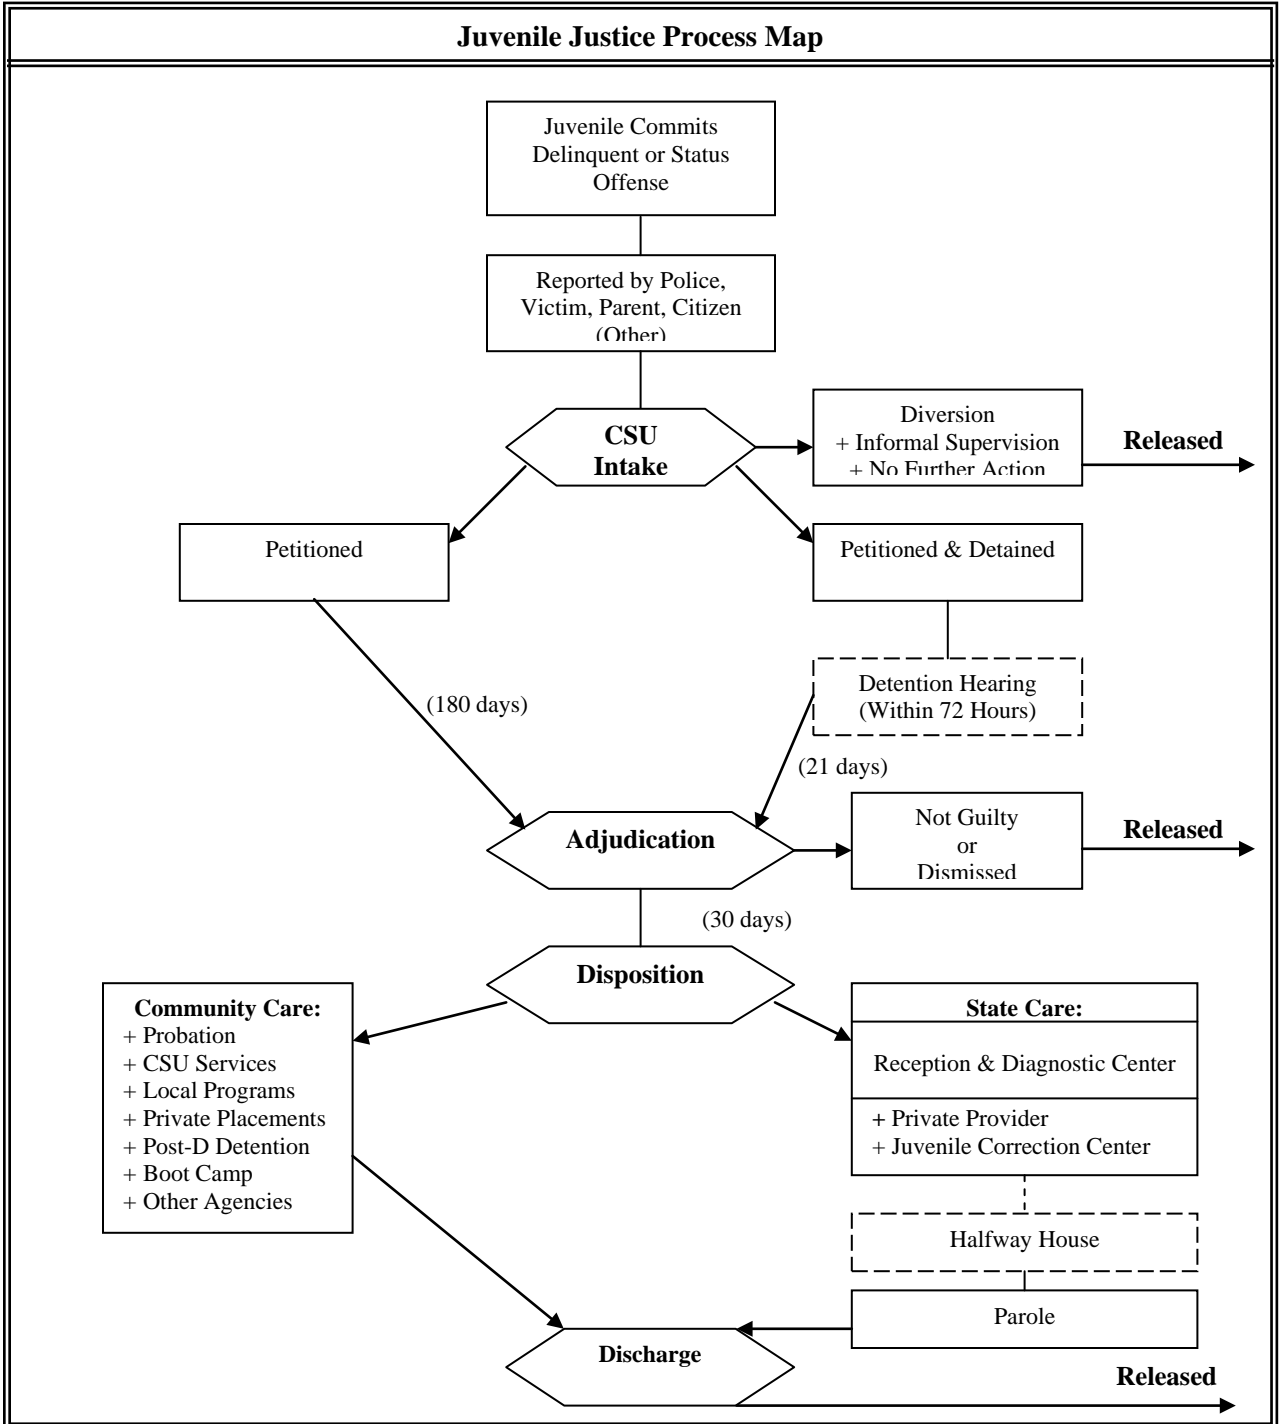 Juvenile Justice Process Map
Juvenile Commits
Delinquent or Status
Offense
Reported by Police,
Victim, Parent, Citizen
(Other)
CSU
Intake
Diversion
+ Informal Supervision
+ No Further Action
Released
Petitioned
Petitioned & Detained
Detention Hearing
(Within 72 Hours)
(180 days)
(21 days)
Adjudication
Not Guilty
or
Dismissed
Released
(30 days)
Disposition
Community Care:
+ Probation
+ CSU Services
+ Local Programs
+ Private Placements
+ Post-D Detention
+ Boot Camp
+ Other Agencies
State Care:
Reception & Diagnostic Center
+ Private Provider
+ Juvenile Correction Center
Halfway House
Parole
Discharge
Released